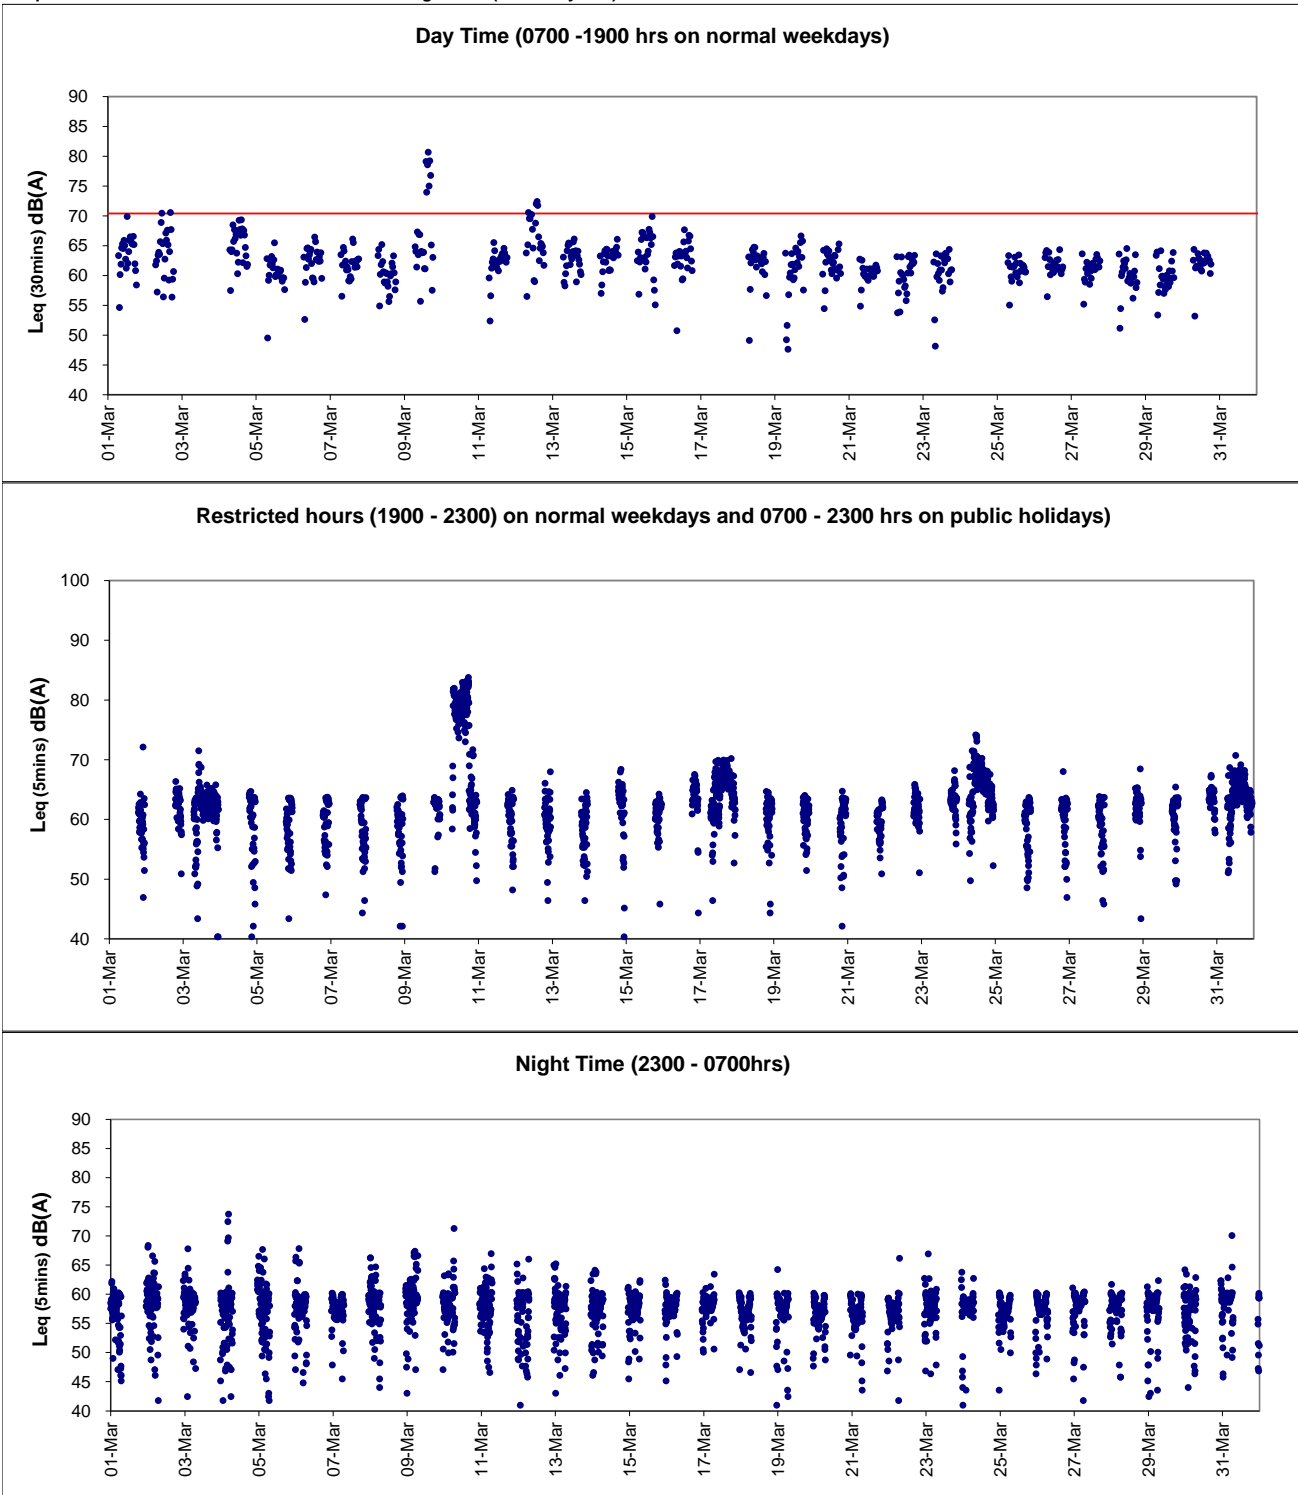 Day Time (0700 -1900 hrs on normal weekdays)
Leq (30mins) dB(A)
90
85
80
75
70
65
60
55
50
45
40
01-Mar
03-Mar
05-Mar
07-Mar
09-Mar
11-Mar
13-Mar
15-Mar
17-Mar
19-Mar
21-Mar
23-Mar
25-Mar
27-Mar
29-Mar
31-Mar
Restricted hours (1900 - 2300) on normal weekdays and 0700 - 2300 hrs on public holidays)
Leq (5mins) dB(A)
100
90
80
70
60
50
40
01-Mar
03-Mar
05-Mar
07-Mar
09-Mar
11-Mar
13-Mar
15-Mar
17-Mar
19-Mar
21-Mar
23-Mar
25-Mar
27-Mar
29-Mar
31-Mar
Night Time (2300 - 0700hrs)
Leq (5mins) dB(A)
90
85
80
75
70
65
60
55
50
45
40
01-Mar
03-Mar
05-Mar
07-Mar
09-Mar
11-Mar
13-Mar
15-Mar
17-Mar
19-Mar
21-Mar
23-Mar
25-Mar
27-Mar
29-Mar
31-Mar